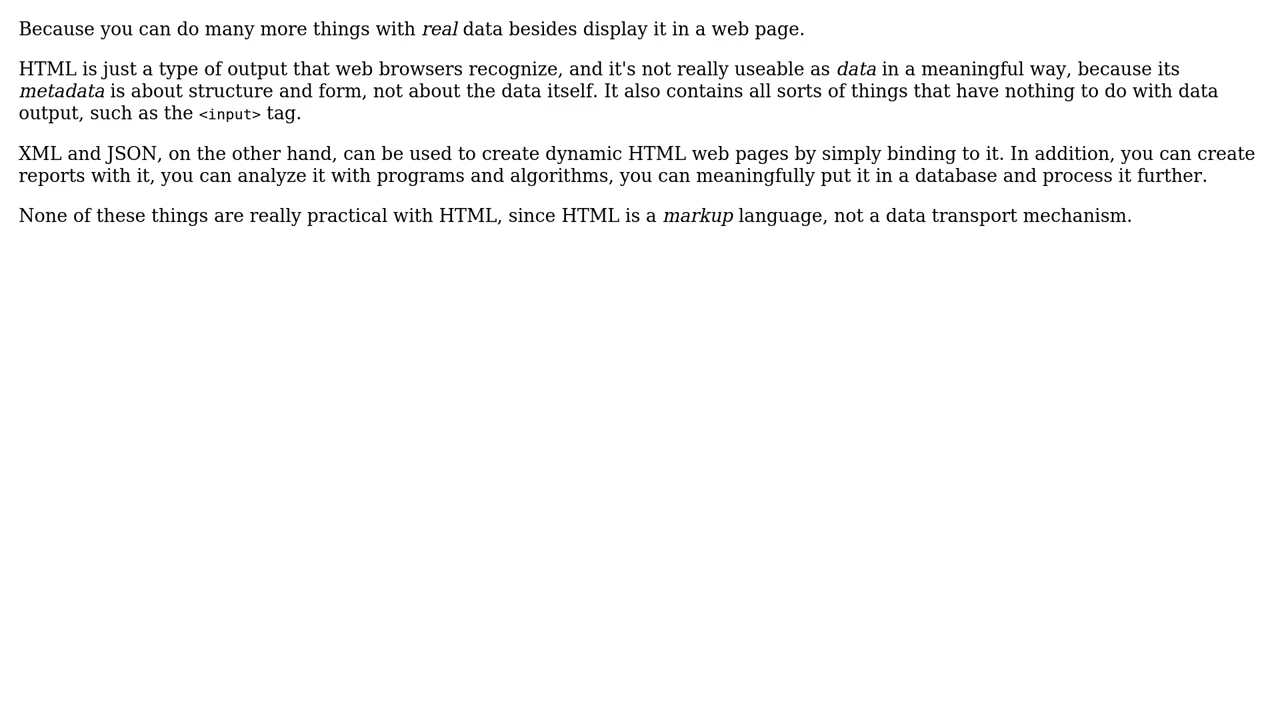 Because you can do many more things with real data besides display it in a web page.
HTML is just a type of output that web browsers recognize, and it's not really useable as data in a meaningful way, because its
metadata is about structure and form, not about the data itself. It also contains all sorts of things that have nothing to do with data
output, such as the <input> tag.
XML and JSON, on the other hand, can be used to create dynamic HTML web pages by simply binding to it. In addition, you can create
reports with it, you can analyze it with programs and algorithms, you can meaningfully put it in a database and process it further.
None of these things are really practical with HTML, since HTML is a markup language, not a data transport mechanism.